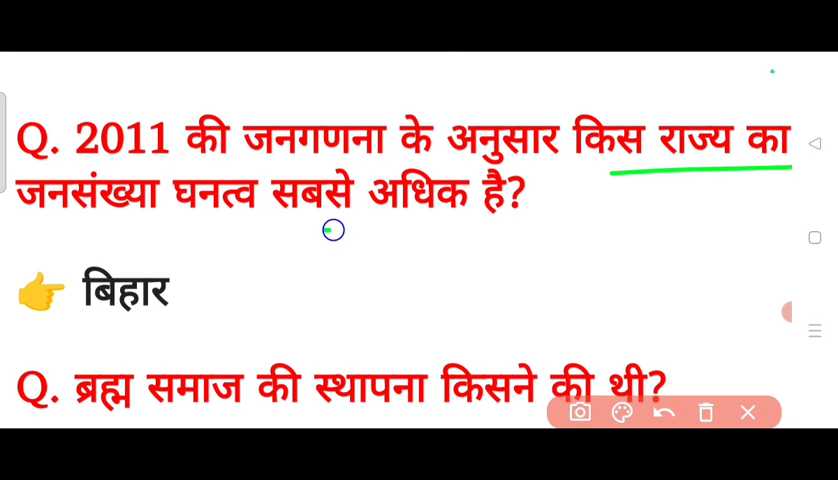 Q. 2011 की जनगणना के अनुसार किस राज्य का
जनसंख्या घनत्व सबसे अधिक है?
👉 बिहार
Q. ब्रह्म समाज की स्थापना किसने की थी?